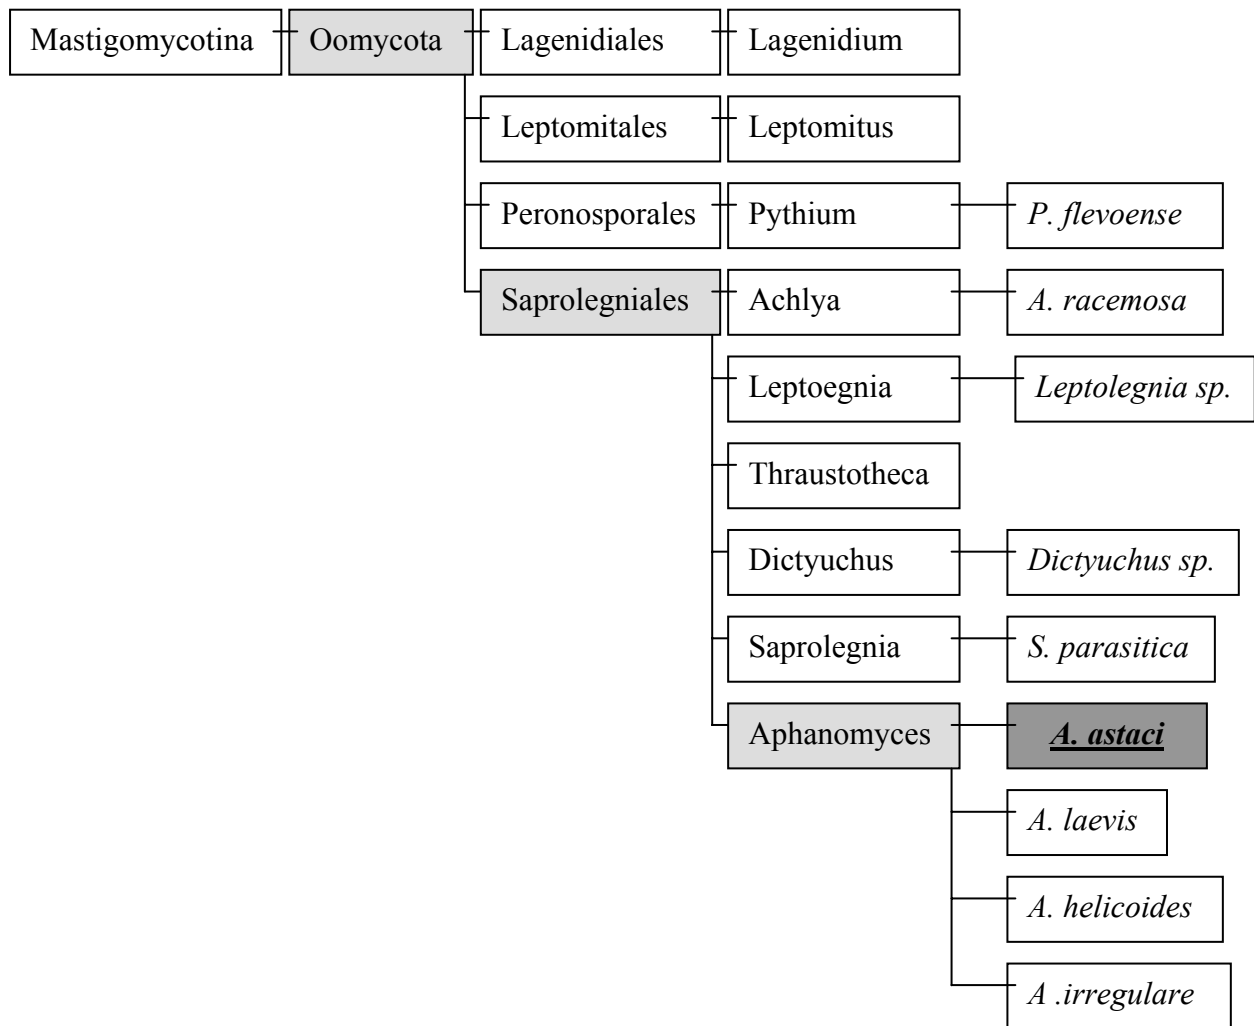 Mastigomycotina Oomycota Lagenidiales Lagenidium
Leptomitales Leptomitus
Peronosporales Pythium P. flevoense
Saprolegniales Achlya A. racemosa
Leptoegnia Leptolegnia sp.
Thraustotheca
Dictyuchus Dictyuchus sp.
Saprolegnia S. parasitica
Aphanomyces A. astaci
A. laevis
A. helicoides
A .irregulare